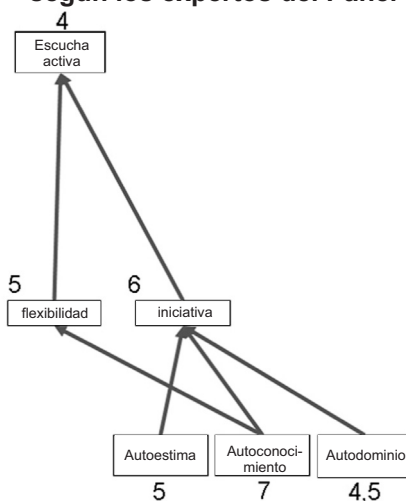 según los expertos del Panel
4
Escucha
activa
5
6
flexibilidad
iniciativa
Autoestima
Autoconoci-
miento
Autodominio
5
7
4,5